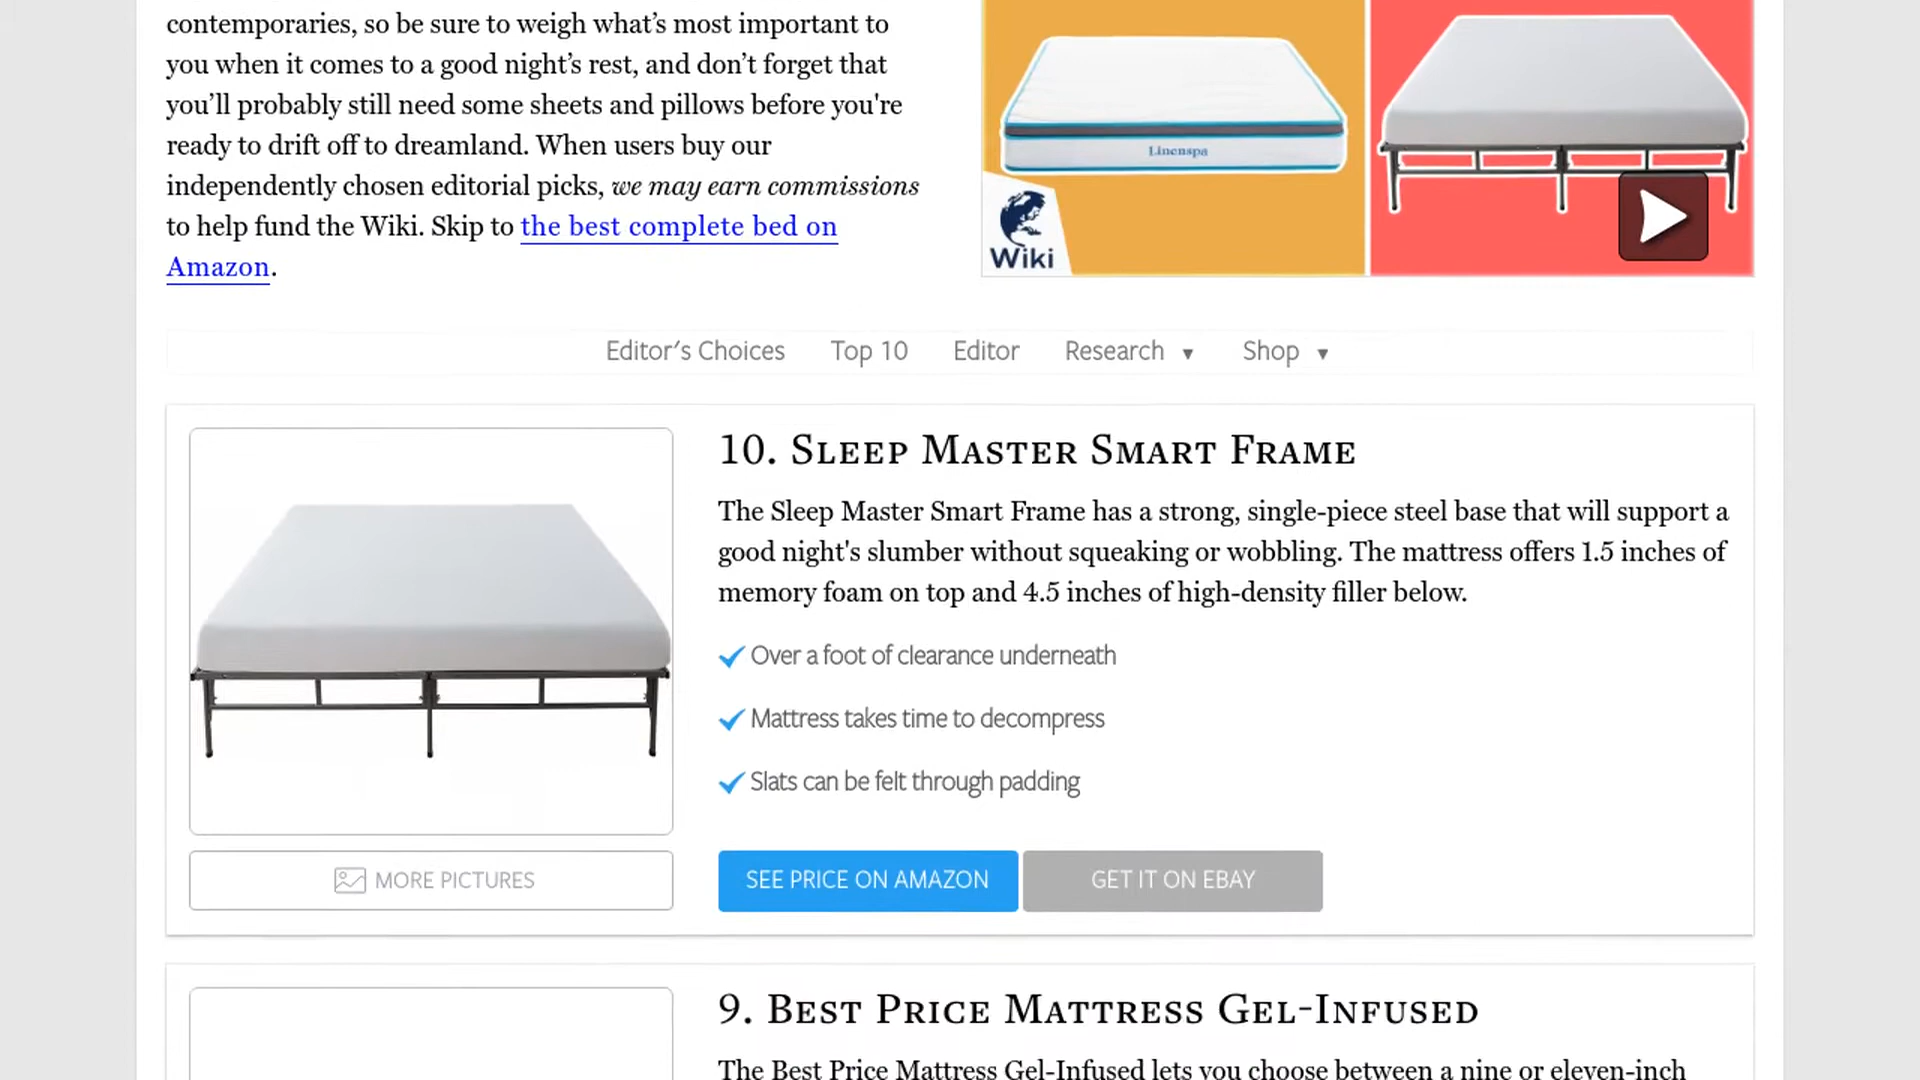 contemporaries, so be sure to weigh what’s most important to
you when it comes to a good night’s rest, and don’t forget that
you’ll probably still need some sheets and pillows before you're
ready to drift off to dreamland. When users buy our
independently chosen editorial picks, we may earn commissions
to help fund the Wiki. Skip to the best complete bed on
Amazon.
Linenspa
Wiki
Editor's Choices Top 10 Editor Research ▼ Shop ▼
10. Sleep Master Smart Frame
The Sleep Master Smart Frame has a strong, single-piece steel base that will support a
good night's slumber without squeaking or wobbling. The mattress offers 1.5 inches of
memory foam on top and 4.5 inches of high-density filler below.
Over a foot of clearance underneath
Mattress takes time to decompress
Slats can be felt through padding
MORE PICTURES
SEE PRICE ON AMAZON
GET IT ON EBAY
9. Best Price Mattress Gel-Infused
The Best Price Mattress Gel-Infused lets you choose between a nine or eleven-inch